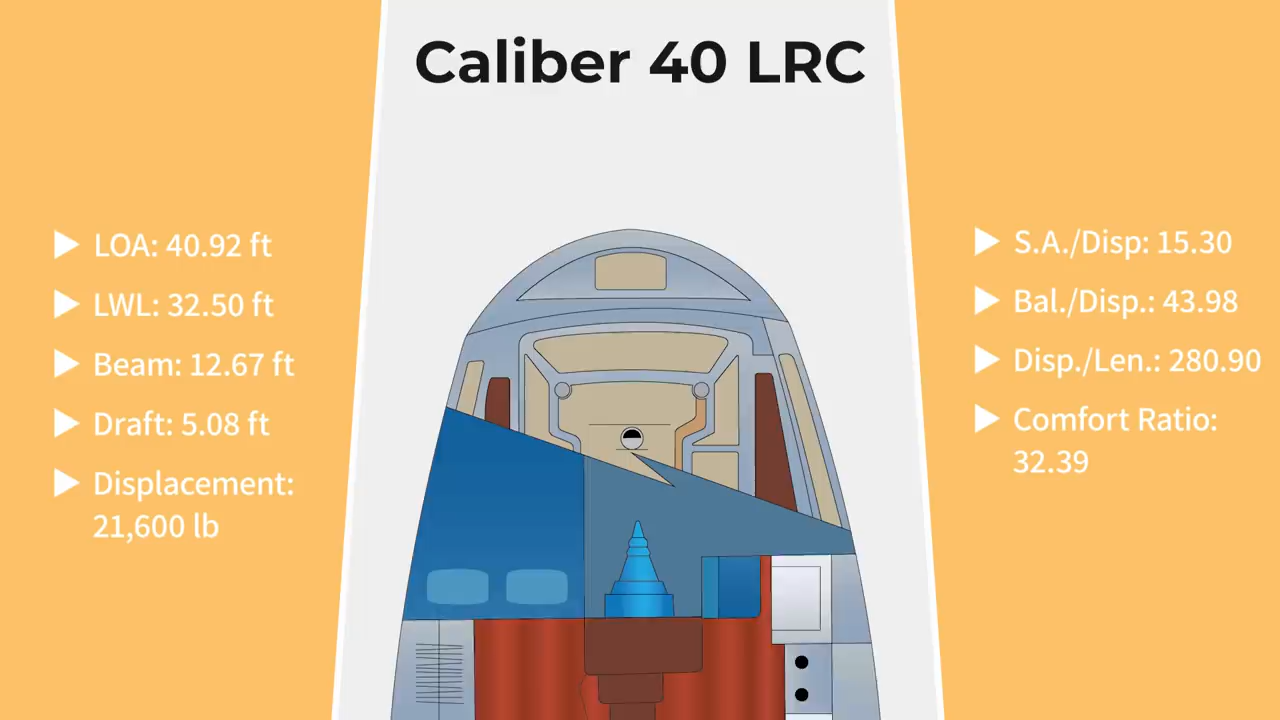 Caliber 40 LRC
LOA: 40.92 ft
LWL: 32.50 ft
Beam: 12.67 ft
Draft: 5.08 ft
Displacement:
21,600 lb
S.A./Disp: 15.30
Bal./Disp.: 43.98
Disp./Len.: 280.90
Comfort Ratio:
32.39